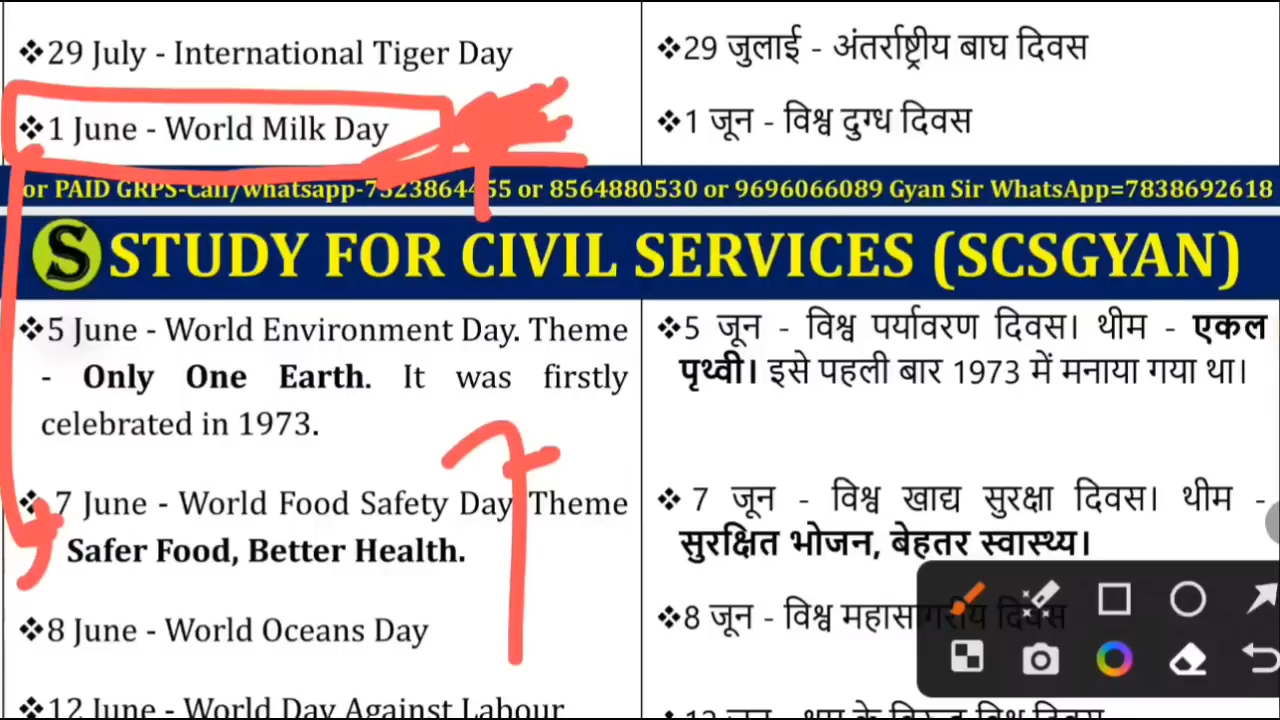 ❖29 July - International Tiger Day
❖29 जुलाई - अंतर्राष्ट्रीय बाघ दिवस
❖1 June - World Milk Day
❖1 जून - विश्व दुग्ध दिवस
or PAID GRPS-Call/whatsapp-7523864455 or 8564880530 or 9696066089 Gyan Sir WhatsApp=7838692618
S STUDY FOR CIVIL SERVICES (SCSGYAN)
❖5 June - World Environment Day. Theme
- Only One Earth. It was firstly
celebrated in 1973.
❖5 जून - विश्व पर्यावरण दिवस। थीम - एकल
पृथ्वी। इसे पहली बार 1973 में मनाया गया था।
❖ 7 June - World Food Safety Day Theme
Safer Food, Better Health.
❖ 7 जून - विश्व खाद्य सुरक्षा दिवस। थीम -
सुरक्षित भोजन, बेहतर स्वास्थ्य।
❖8 June - World Oceans Day
❖8 जून - विश्व महासागरीय दिवस
❖12 June - World Day Against Labour